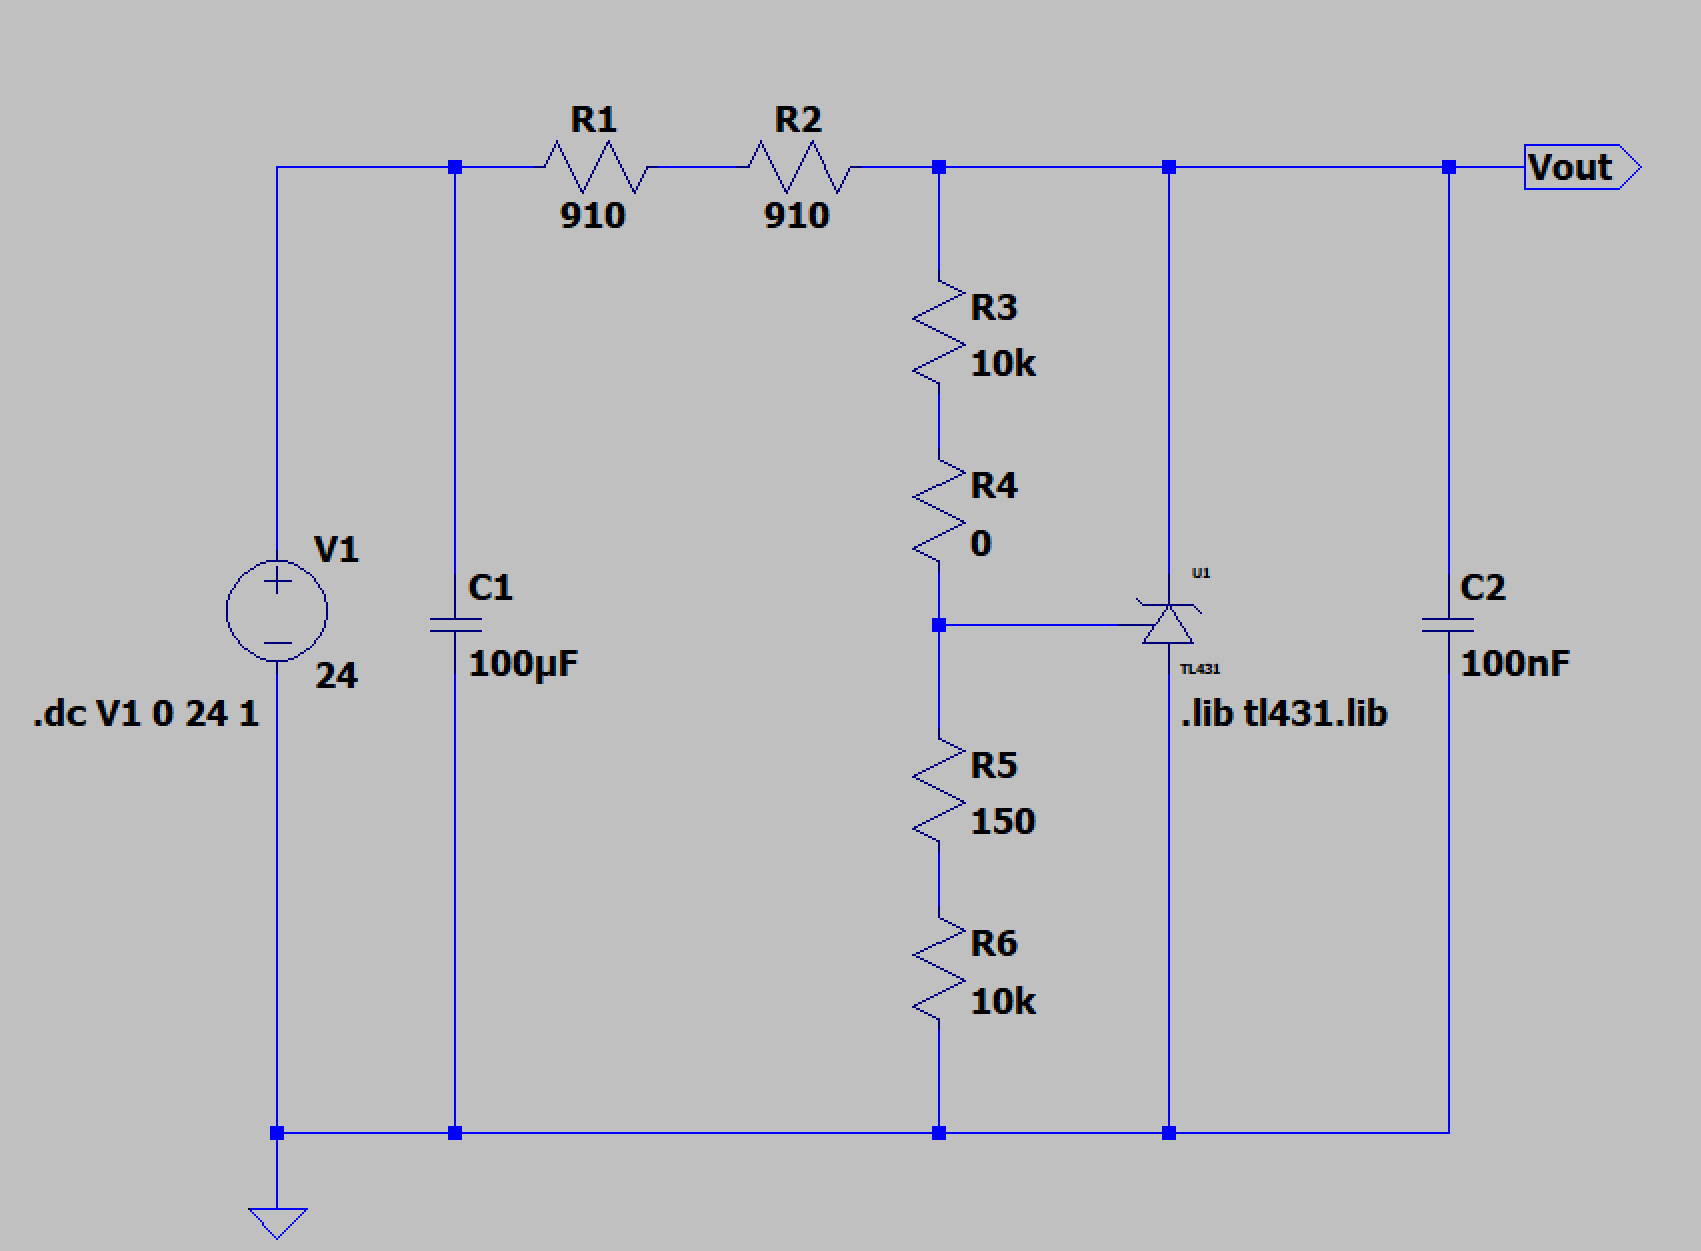 R1
910
R2
910
Vout
R3
10k
R4
0
V1
24
.dc V1 0 24 1
C1
100µF
U1
TL431
.lib tl431.lib
C2
100nF
R5
150
R6
10k